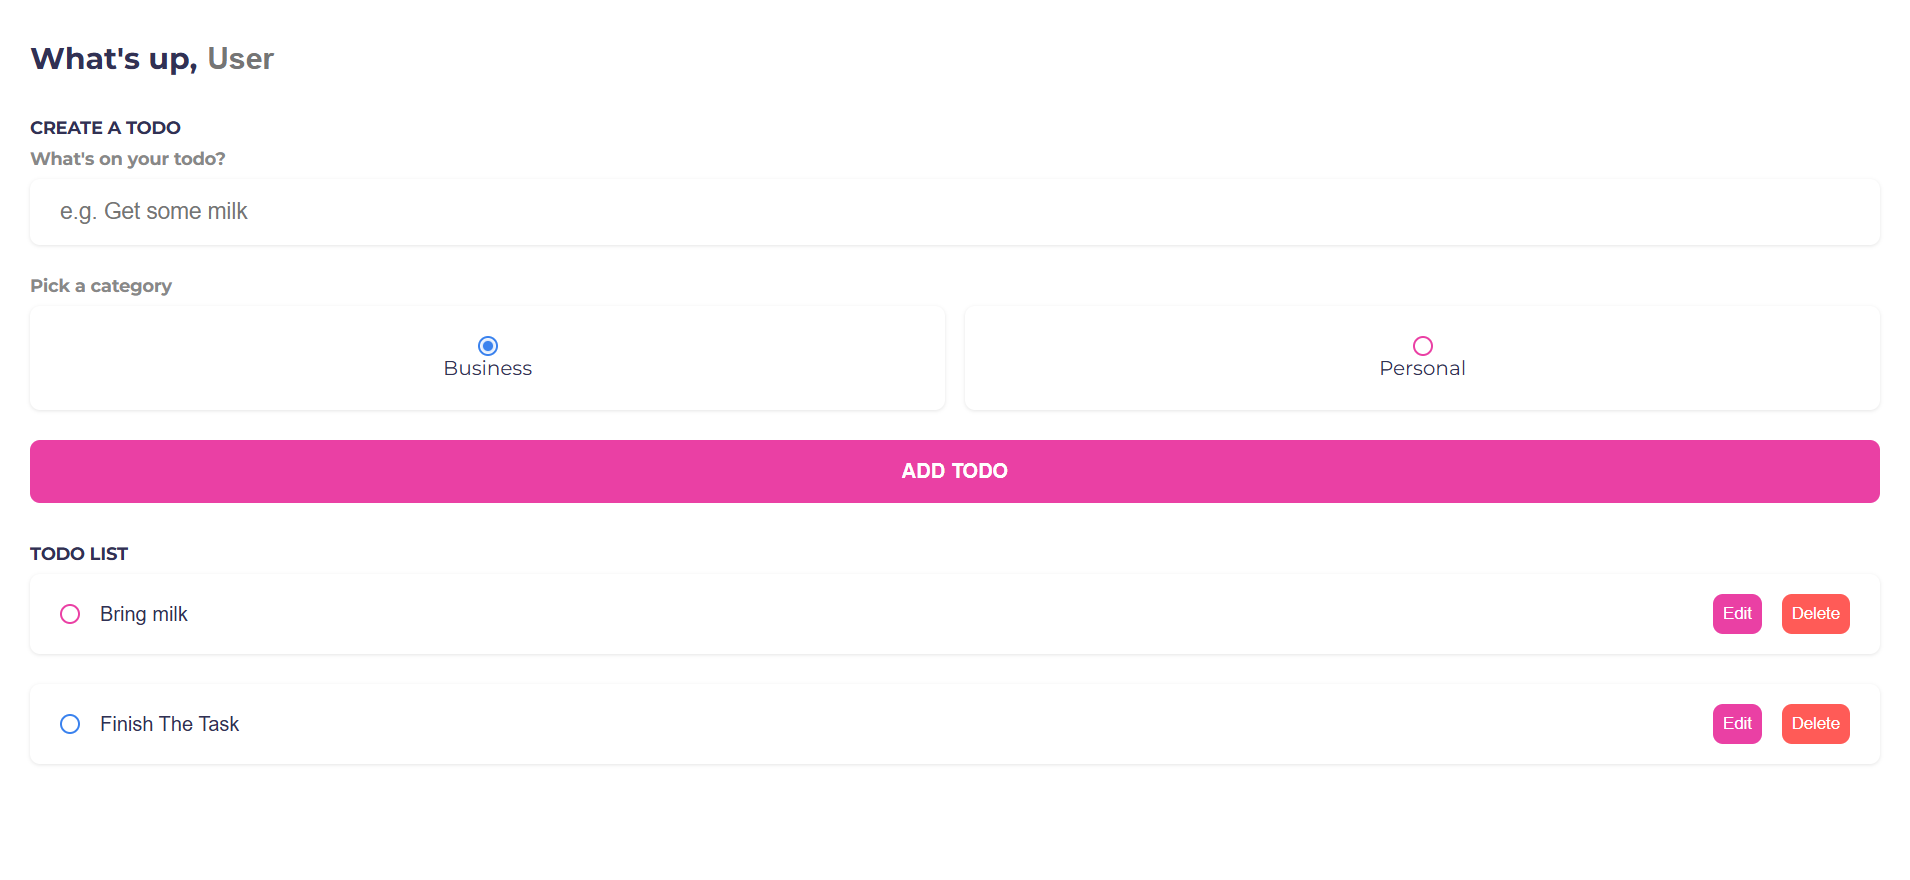 What's up, User
CREATE A TODO
What's on your todo?
e.g. Get some milk
Pick a category
Business
Personal
ADD TODO
TODO LIST
Bring milk
Edit
Delete
Finish The Task
Edit
Delete